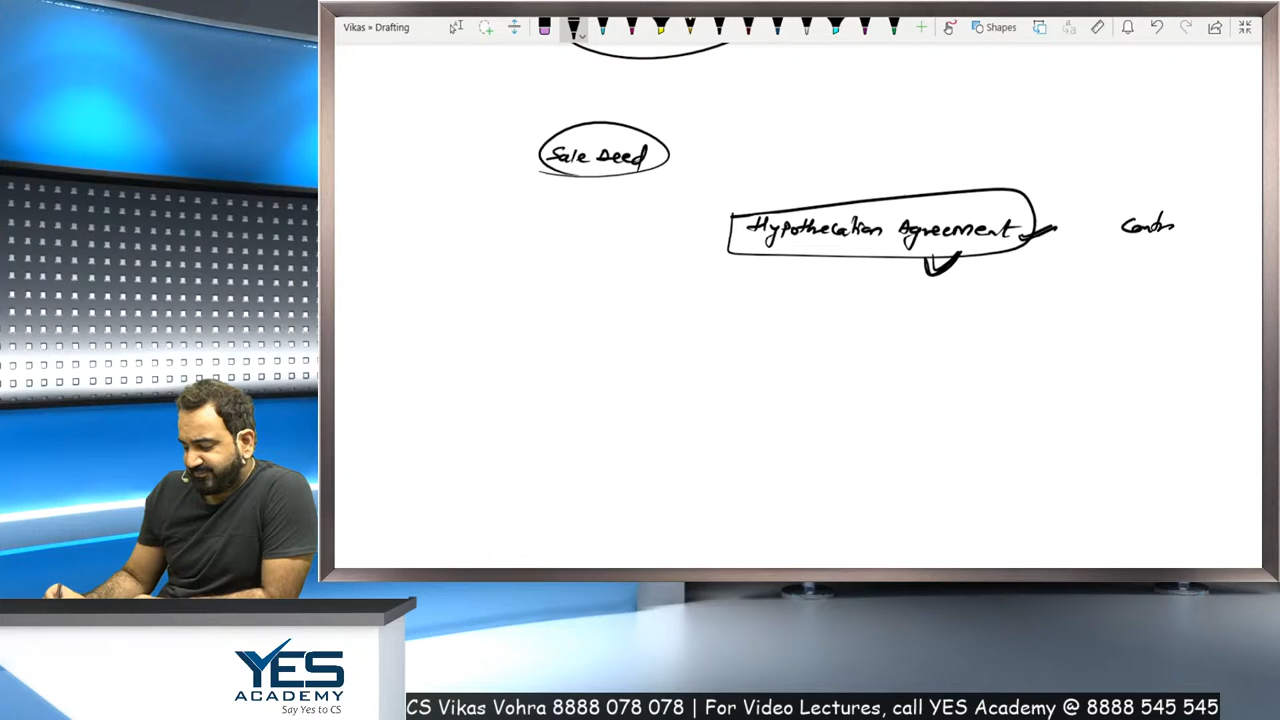 Vikas » Drafting
Shapes
Sale Deed
Hypothecation Agreement
YES
ACADEMY
Say Yes to CS
CS Vikas Vohra 8888 078 078 | For Video Lectures, call YES Academy @ 8888 545 545